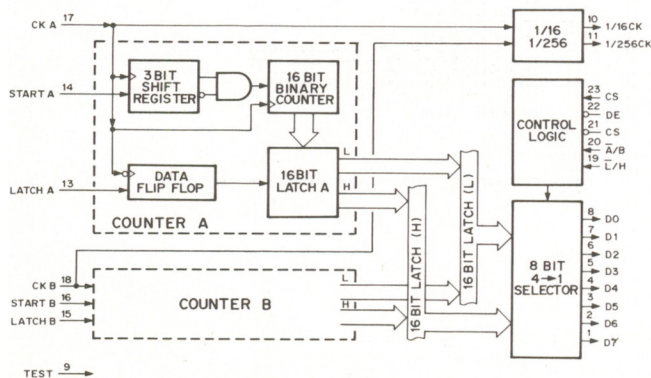 CK A 17
1/16
1/256
10 1/16CK
11 1/256CK
START A 14
3 BIT
SHIFT
REGISTER
16 BIT
BINARY
COUNTER
CONTROL
LOGIC
23 CS
22 DE
21 CS
20 A/B
19 L/H
LATCH A 13
DATA
FLIP FLOP
16 BIT
LATCH A
L
H
COUNTER A
16 BIT LATCH (L)
16 BIT LATCH (H)
8 BIT
4→1
SELECTOR
8 D0
7 D1
6 D2
5 D3
4 D4
3 D5
2 D6
1 D7
CK B 18
START B 16
LATCH B 15
COUNTER B
L
H
TEST 9